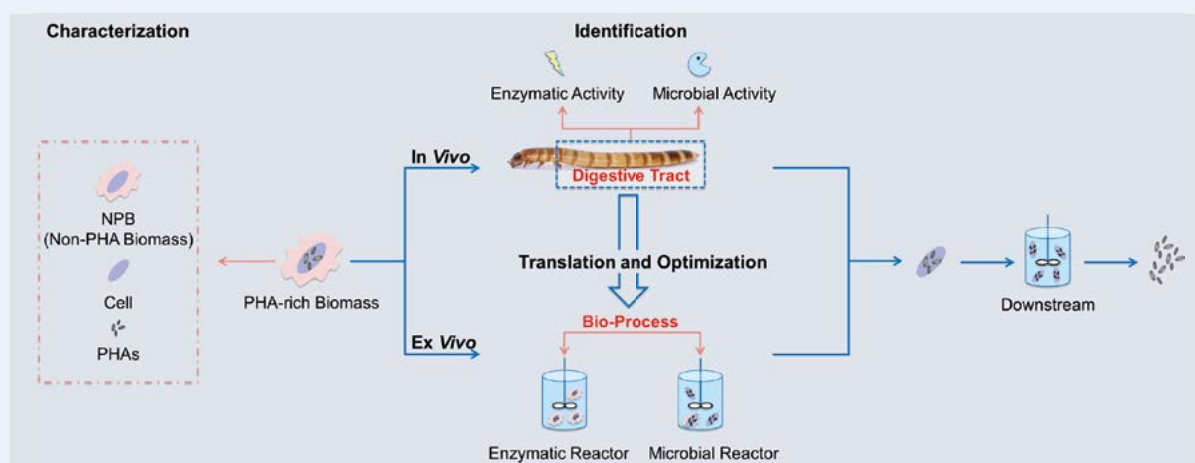 Characterization
Identification
Enzymatic Activity
Microbial Activity
In Vivo
Digestive Tract
NPB
(Non-PHA Biomass)
Cell
PHAs
PHA-rich Biomass
Translation and Optimization
Downstream
Bio-Process
Ex Vivo
Enzymatic Reactor
Microbial Reactor